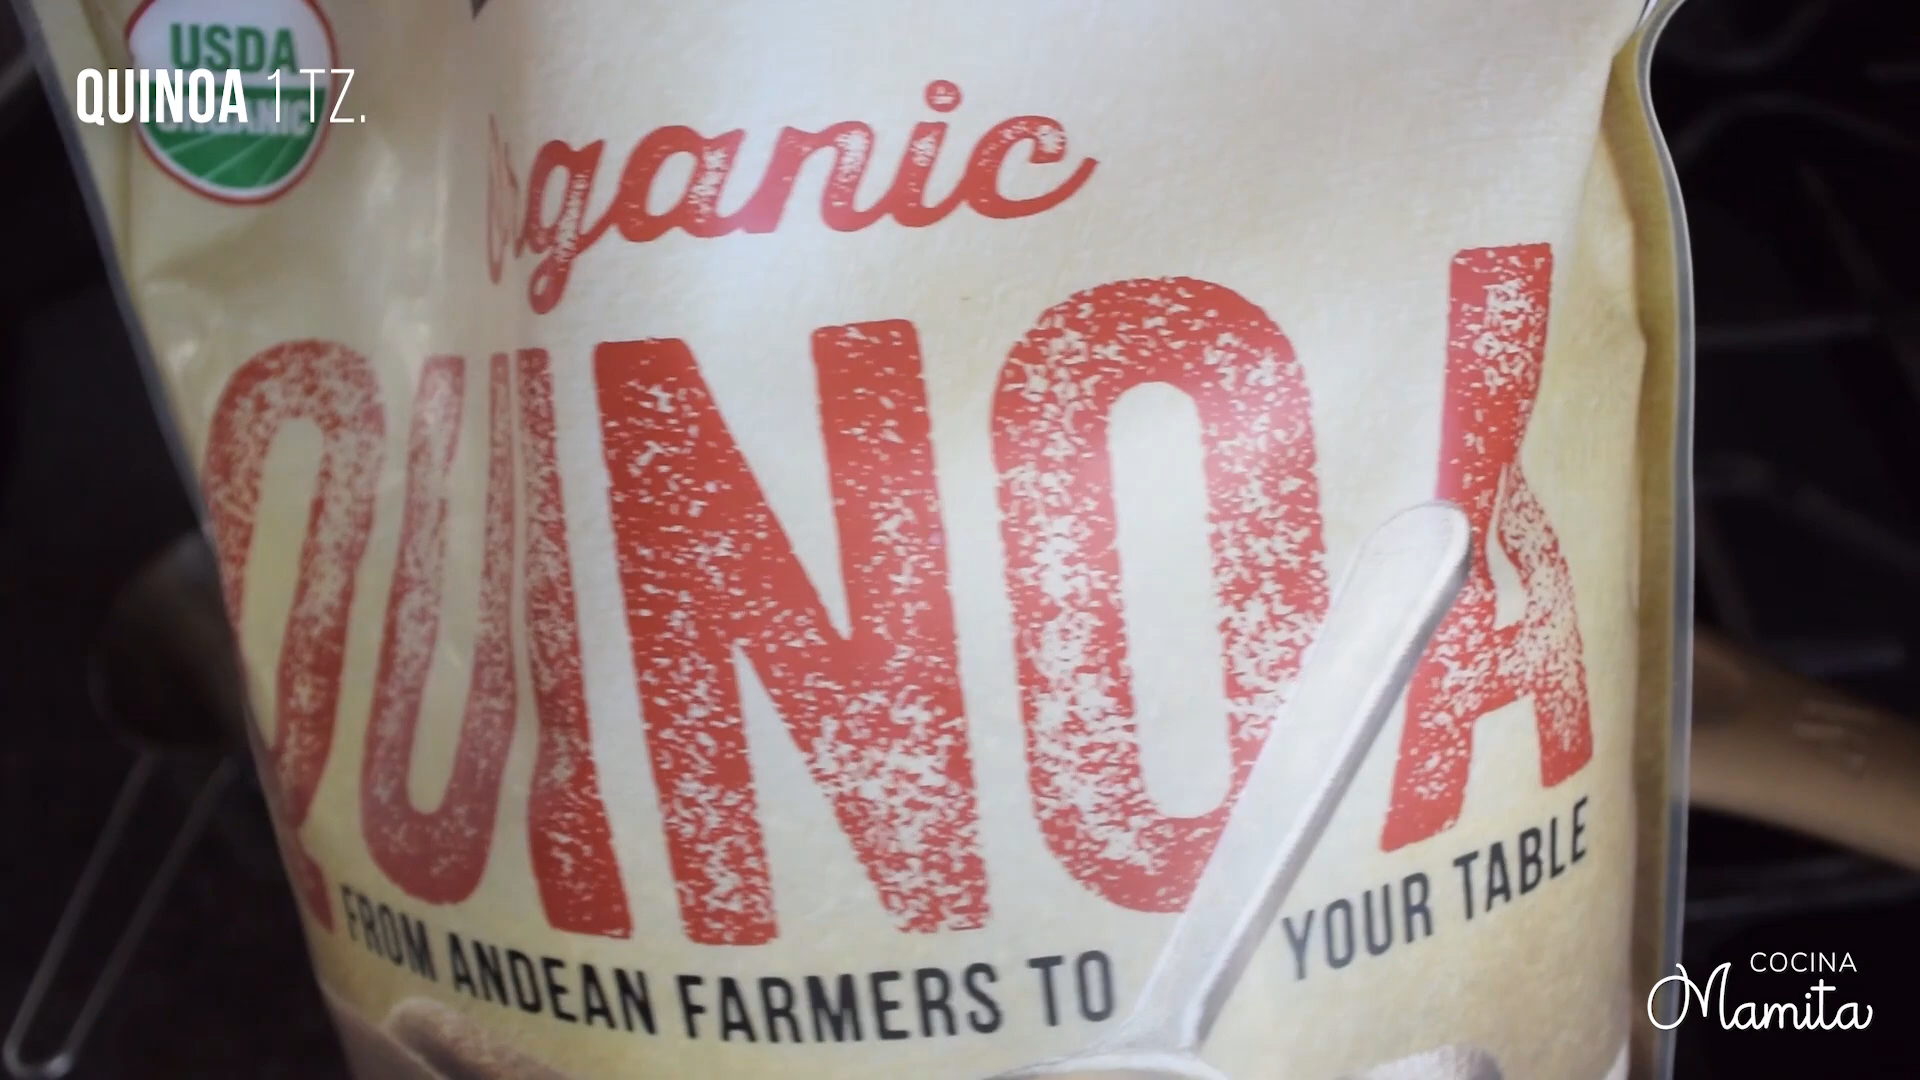 USDA
ORGANIC
QUINOA 1 TZ.
Organic
QUINOA
FROM ANDEAN FARMERS TO YOUR TABLE
COCINA
Mamita